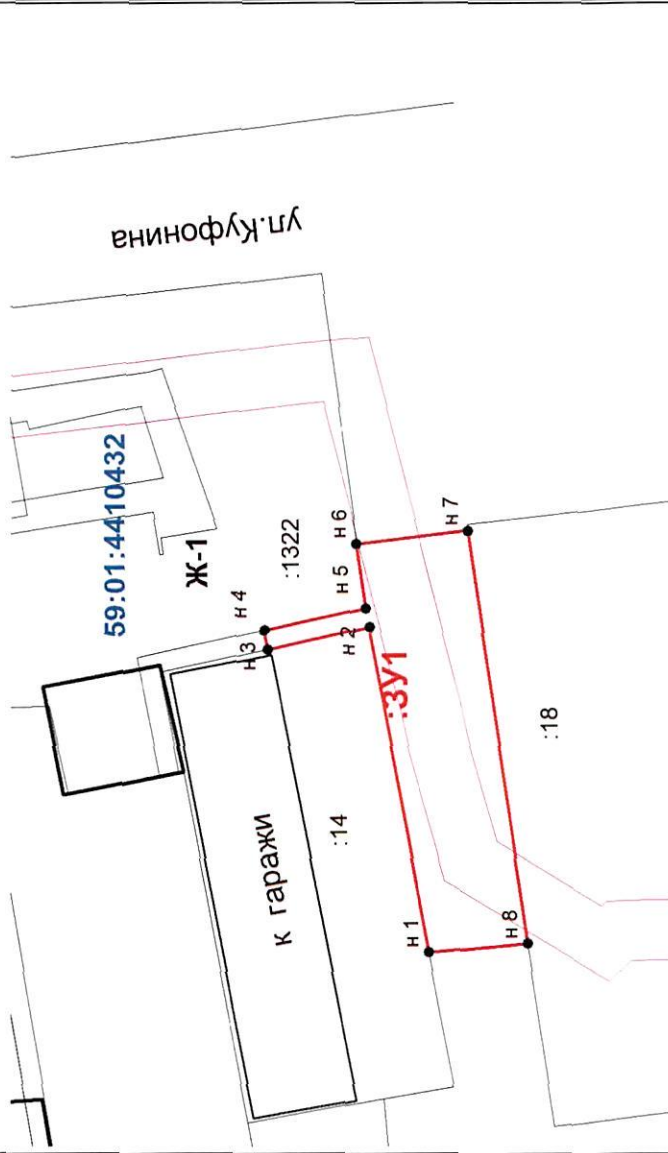 ул.Куфонина
59:01:4410432
Ж-1
:1322
н 4
н 3
н 6
н 5
н 2
н 7
:ЗУ1
:18
:14
к гаражи
н 1
н 8